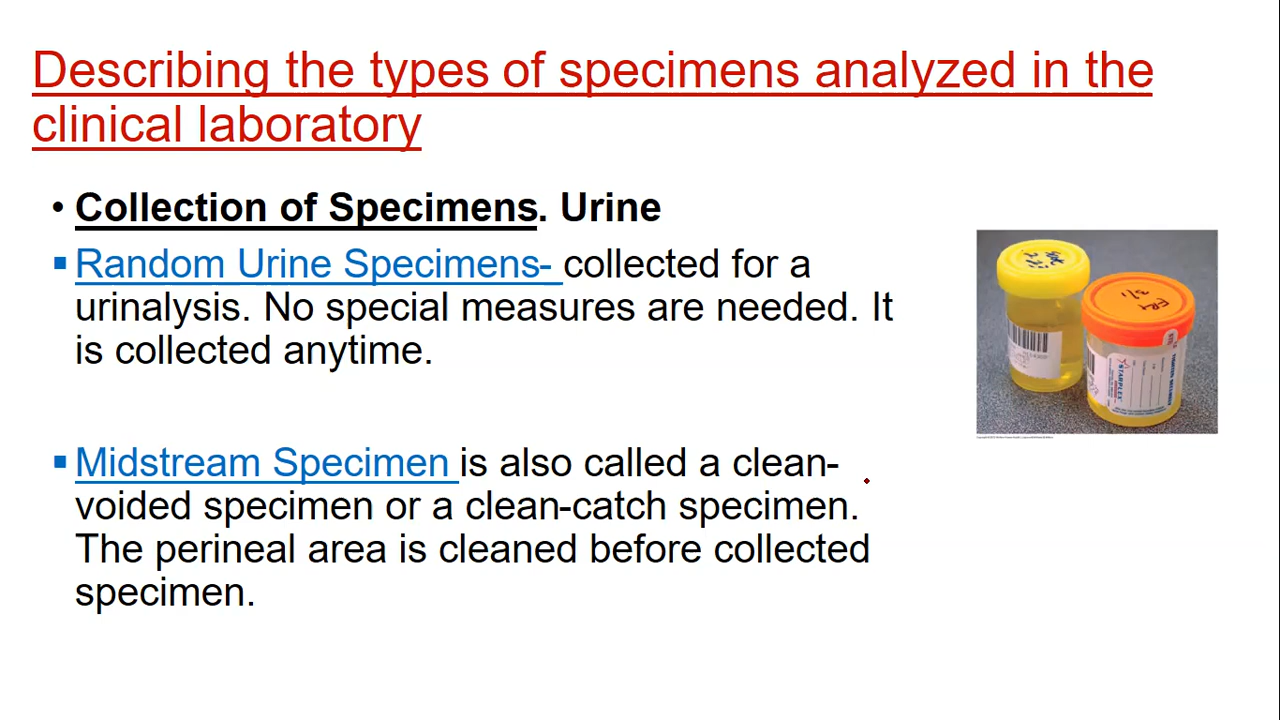 Describing the types of specimens analyzed in the
clinical laboratory
• Collection of Specimens. Urine
▪ Random Urine Specimens- collected for a
urinalysis. No special measures are needed. It
is collected anytime.
▪ Midstream Specimen is also called a clean-
voided specimen or a clean-catch specimen.
The perineal area is cleaned before collected
specimen.
STARPLEX